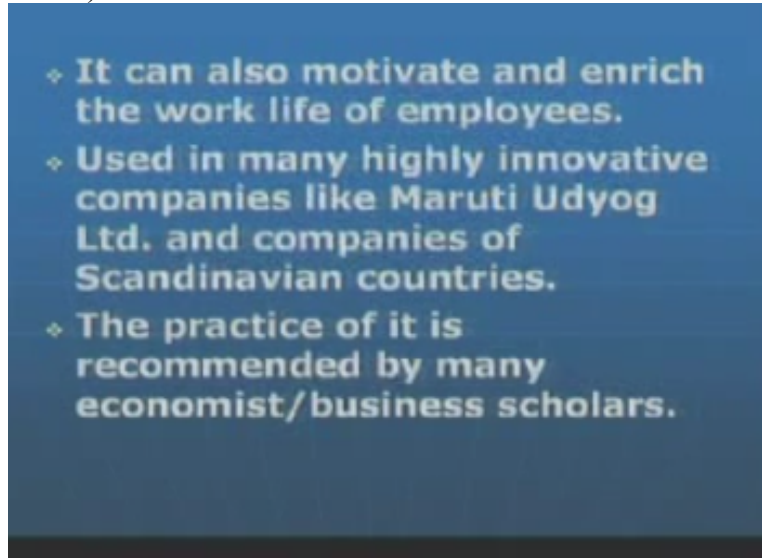 It can also motivate and enrich
the work life of employees.
Used in many highly innovative
companies like Maruti Udyog
Ltd. and companies of
Scandinavian countries.
The practice of it is
recommended by many
economist/business scholars.